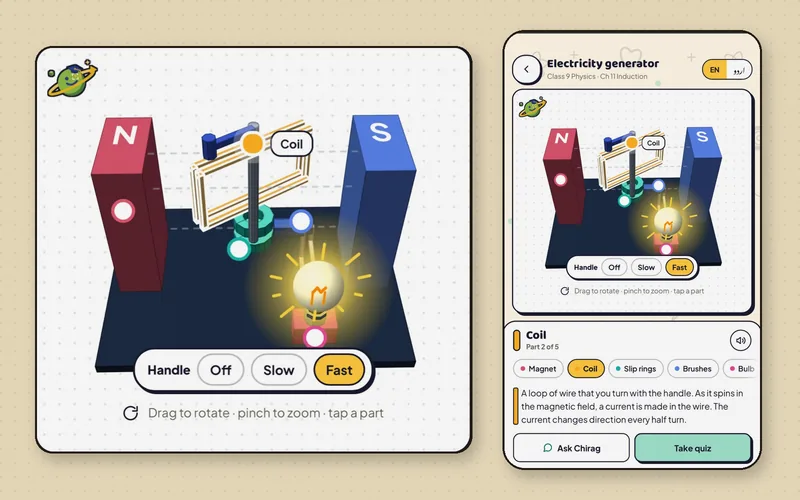 N
S
Coil
Handle Off Slow Fast
Drag to rotate · pinch to zoom · tap a part
Electricity generator
Class 9 Physics · Ch 11 Induction
EN اردو
N
S
Coil
Handle Off Slow Fast
Drag to rotate · pinch to zoom · tap a part
Coil
Part 2 of 5
Magnet Coil Slip rings Brushes Bulb
A loop of wire that you turn with the handle. As it spins in
the magnetic field, a current is made in the wire. The
current changes direction every half turn.
Ask Chirag Take quiz